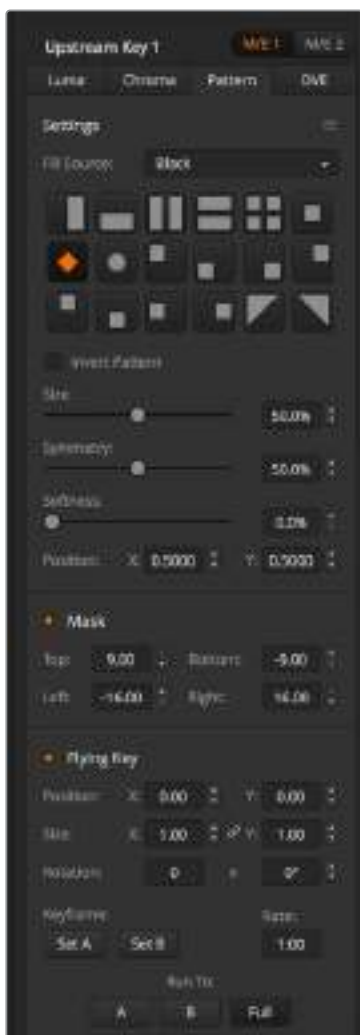 Upstream Key 1 M/E 1 M/E 2
Luma Chroma Pattern DVE
Settings
Fill Source: Black
Invert Pattern
Size:
50.0%
Symmetry:
50.0%
Softness:
0.0%
Position: X: 0.5000 Y: 0.5000
Mask
Top: 9.00 Bottom: -9.00
Left: -16.00 Right: 16.00
Flying Key
Position: X: 0.00 Y: 0.00
Size: X: 1.00 Y: 1.00
Rotation: 0 x 0°
Keyframe: Rate:
Set A Set B 1.00
Run To:
A B Full